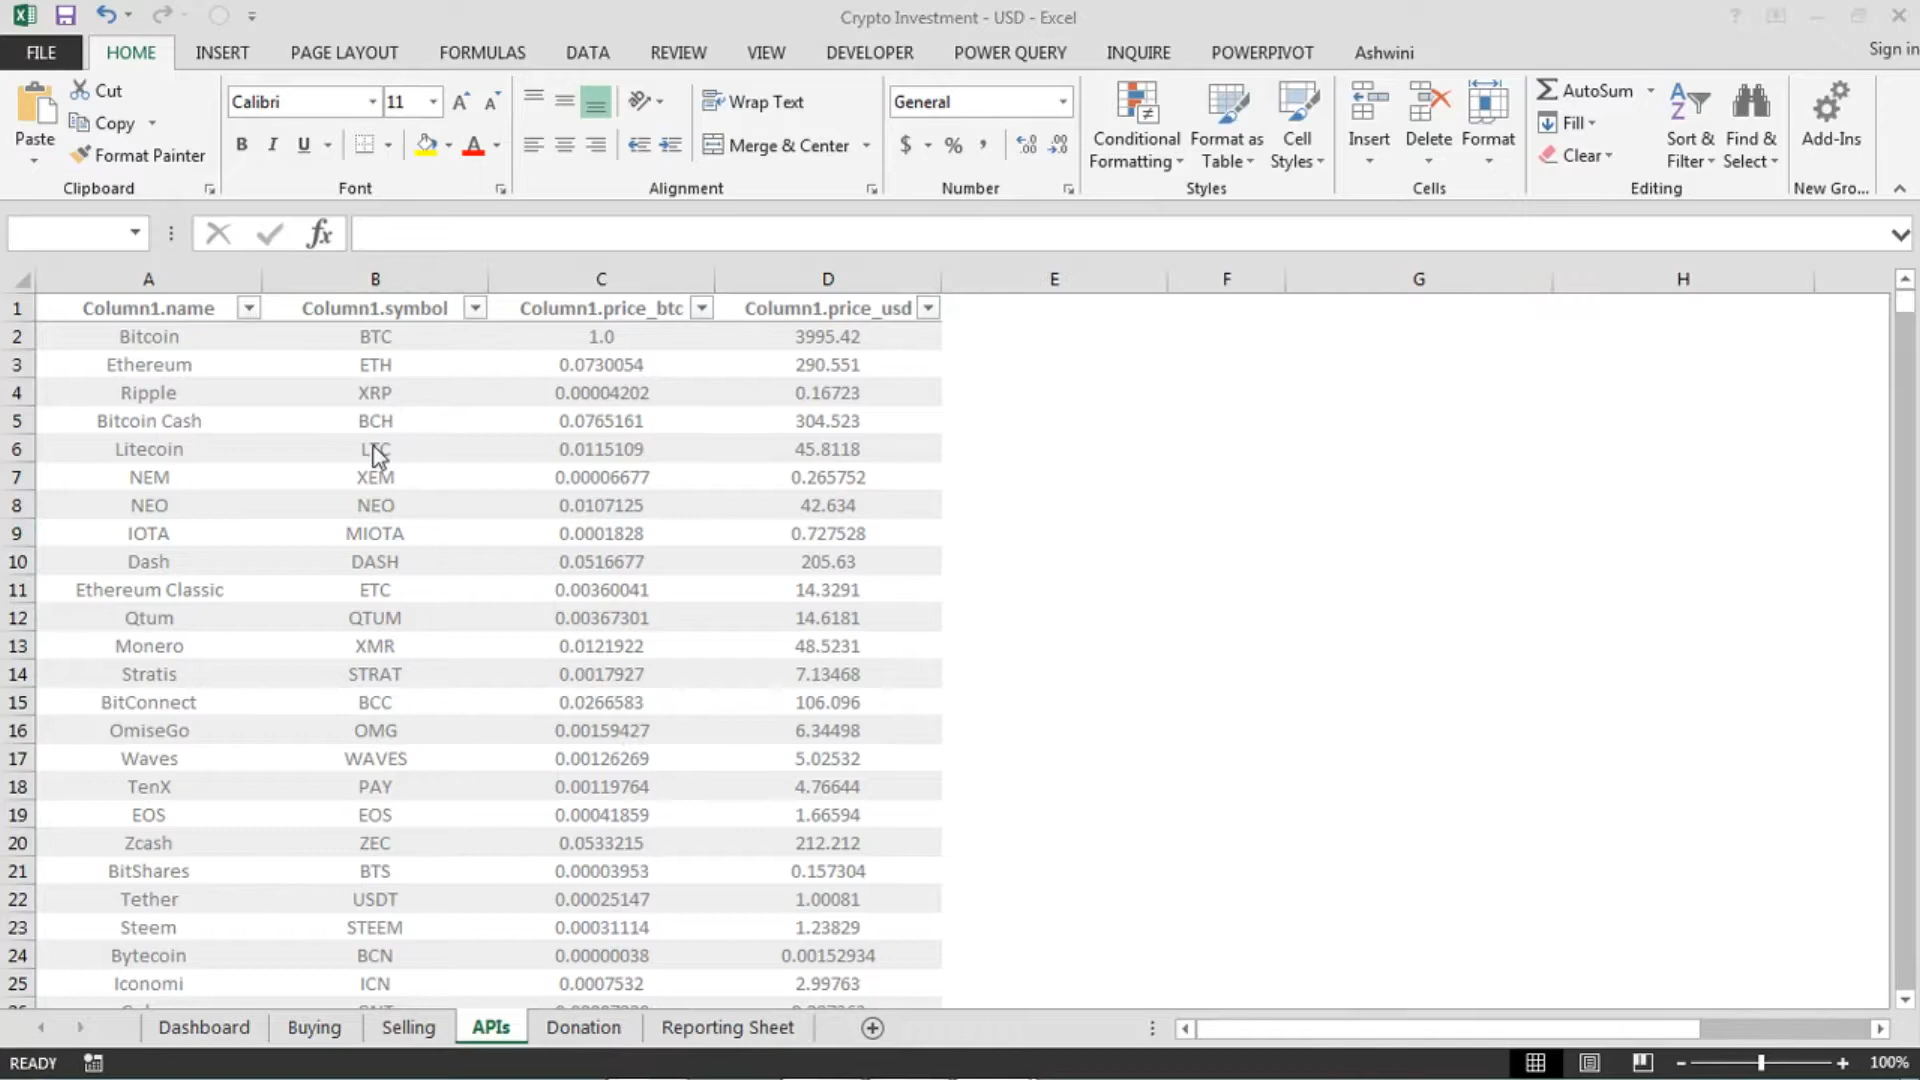 Crypto Investment - USD - Excel
FILE HOME INSERT PAGE LAYOUT FORMULAS DATA REVIEW VIEW DEVELOPER POWER QUERY INQUIRE POWERPIVOT Ashwini Sign in
Paste
Cut
Copy
Format Painter
Clipboard
Calibri 11
B I U
Font
Wrap Text
Merge & Center
Alignment
General
$ % ,
Number
Conditional Formatting
Format as Table
Cell Styles
Styles
Insert
Delete
Format
Cells
AutoSum
Fill
Clear
Sort & Filter
Find & Select
Editing
Add-Ins
New Gro...
fx
A B C D E F G H
1 Column1.name Column1.symbol Column1.price_btc Column1.price_usd
2 Bitcoin BTC 1.0 3995.42
3 Ethereum ETH 0.0730054 290.551
4 Ripple XRP 0.00004202 0.16723
5 Bitcoin Cash BCH 0.0765161 304.523
6 Litecoin LTC 0.0115109 45.8118
7 NEM XEM 0.00006677 0.265752
8 NEO NEO 0.0107125 42.634
9 IOTA MIOTA 0.0001828 0.727528
10 Dash DASH 0.0516677 205.63
11 Ethereum Classic ETC 0.00360041 14.3291
12 Qtum QTUM 0.00367301 14.6181
13 Monero XMR 0.0121922 48.5231
14 Stratis STRAT 0.0017927 7.13468
15 BitConnect BCC 0.0266583 106.096
16 OmiseGo OMG 0.00159427 6.34498
17 Waves WAVES 0.00126269 5.02532
18 TenX PAY 0.00119764 4.76644
19 EOS EOS 0.00041859 1.66594
20 Zcash ZEC 0.0533215 212.212
21 BitShares BTS 0.00003953 0.157304
22 Tether USDT 0.00025147 1.00081
23 Steem STEEM 0.00031114 1.23829
24 Bytecoin BCN 0.00000038 0.00152934
25 Iconomi ICN 0.0007532 2.99763
Dashboard Buying Selling APIs Donation Reporting Sheet
READY 100%